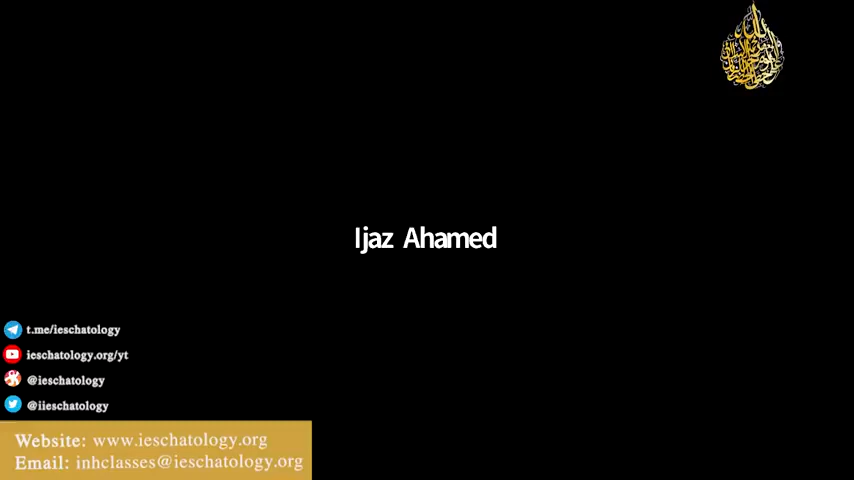 Ijaz Ahamed
t.me/ieschatology
ieschatology.org/yt
@ieschatology
@iieschatology
Website: www.ieschatology.org
Email: inhclasses@ieschatology.org